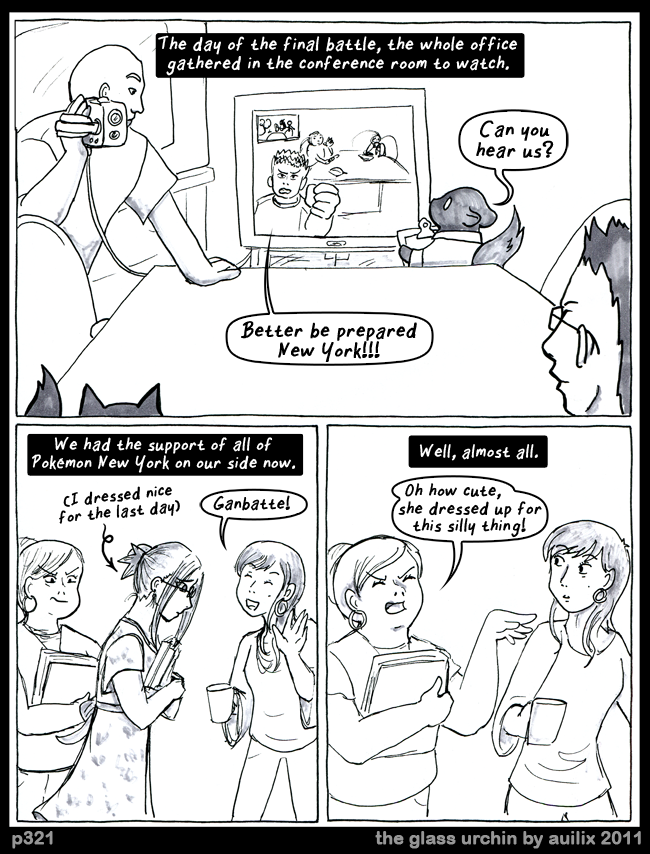 The day of the final battle, the whole office
gathered in the conference room to watch.
Can you
hear us?
Better be prepared
New York!!!
We had the support of all of
Pokémon New York on our side now.
(I dressed nice
for the last day)
Ganbatte!
Well, almost all.
Oh how cute,
she dressed up for
this silly thing!
p321
the glass urchin by auilix 2011